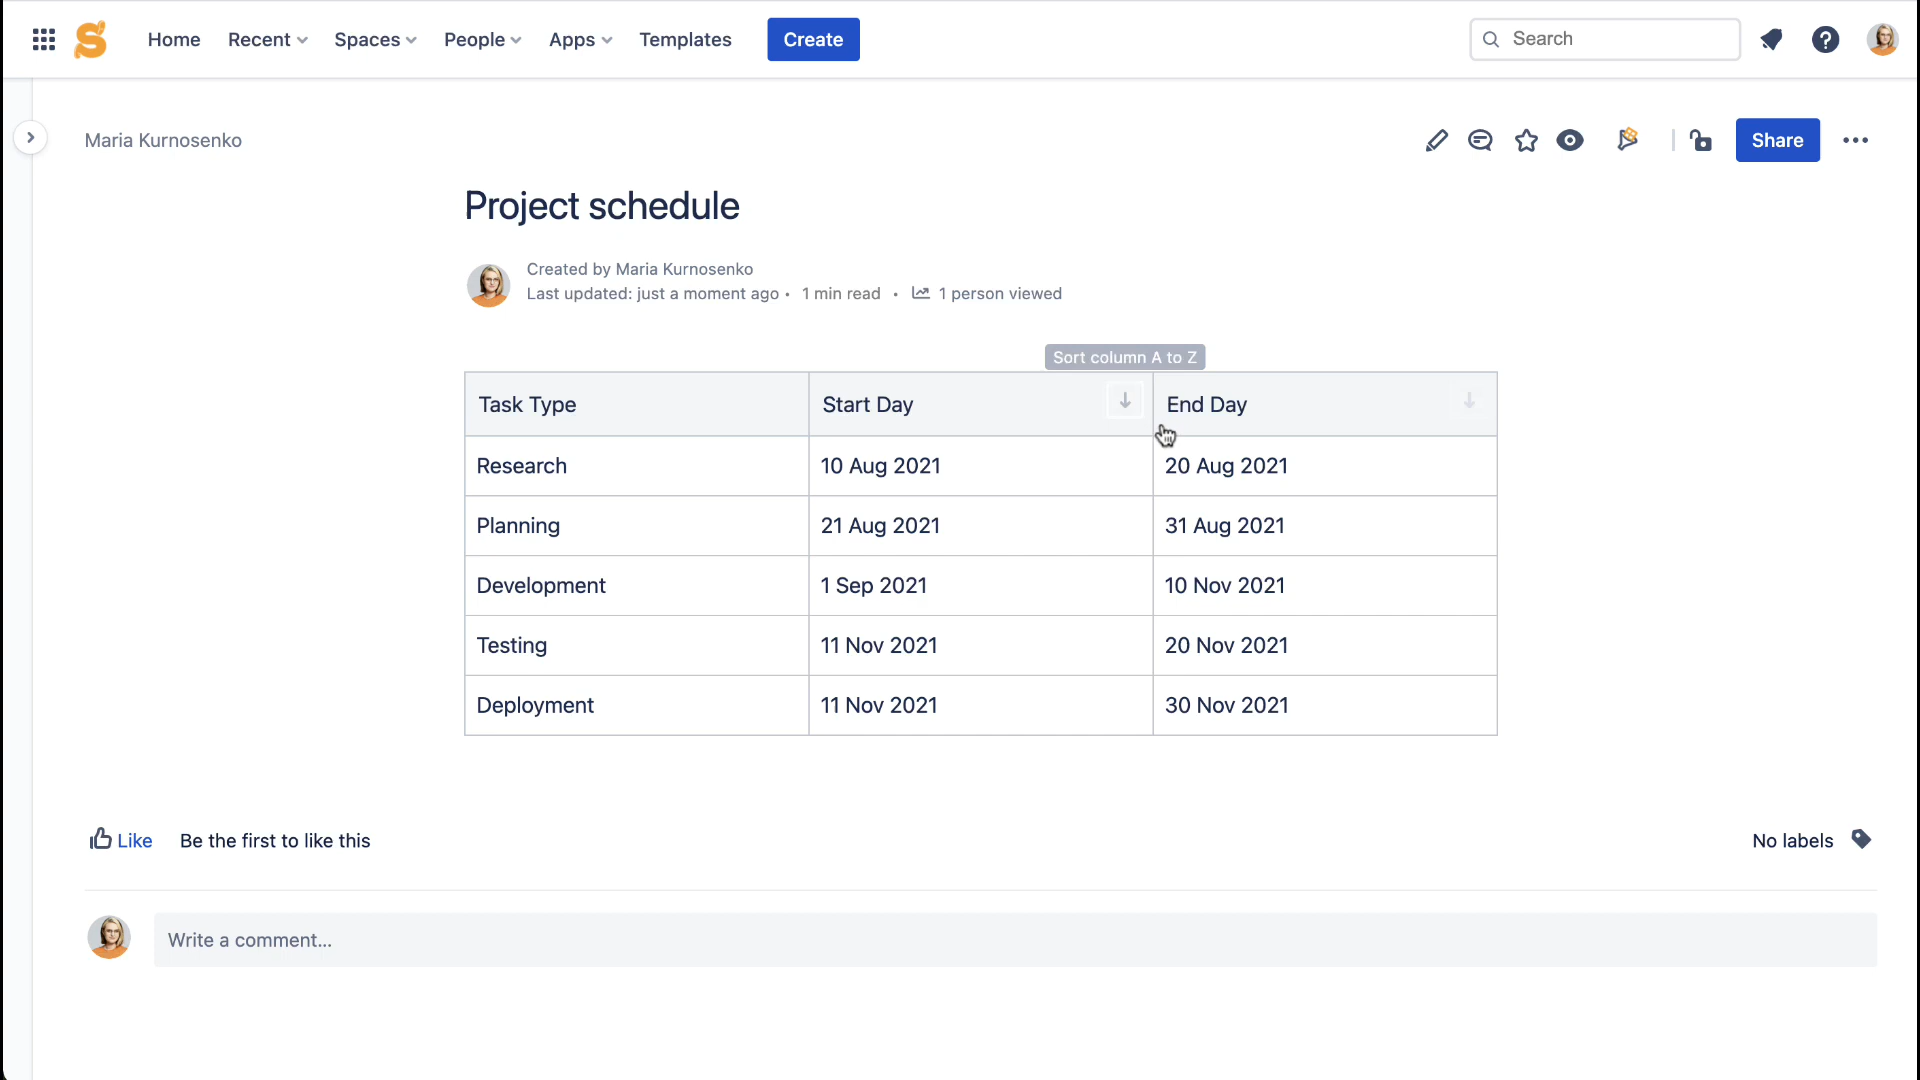 Home Recent Spaces People Apps Templates Create Search
Maria Kurnosenko Share
Project schedule
Created by Maria Kurnosenko
Last updated: just a moment ago • 1 min read • 1 person viewed
Sort column A to Z
Task Type Start Day End Day
Research 10 Aug 2021 20 Aug 2021
Planning 21 Aug 2021 31 Aug 2021
Development 1 Sep 2021 10 Nov 2021
Testing 11 Nov 2021 20 Nov 2021
Deployment 11 Nov 2021 30 Nov 2021
Like Be the first to like this No labels
Write a comment...